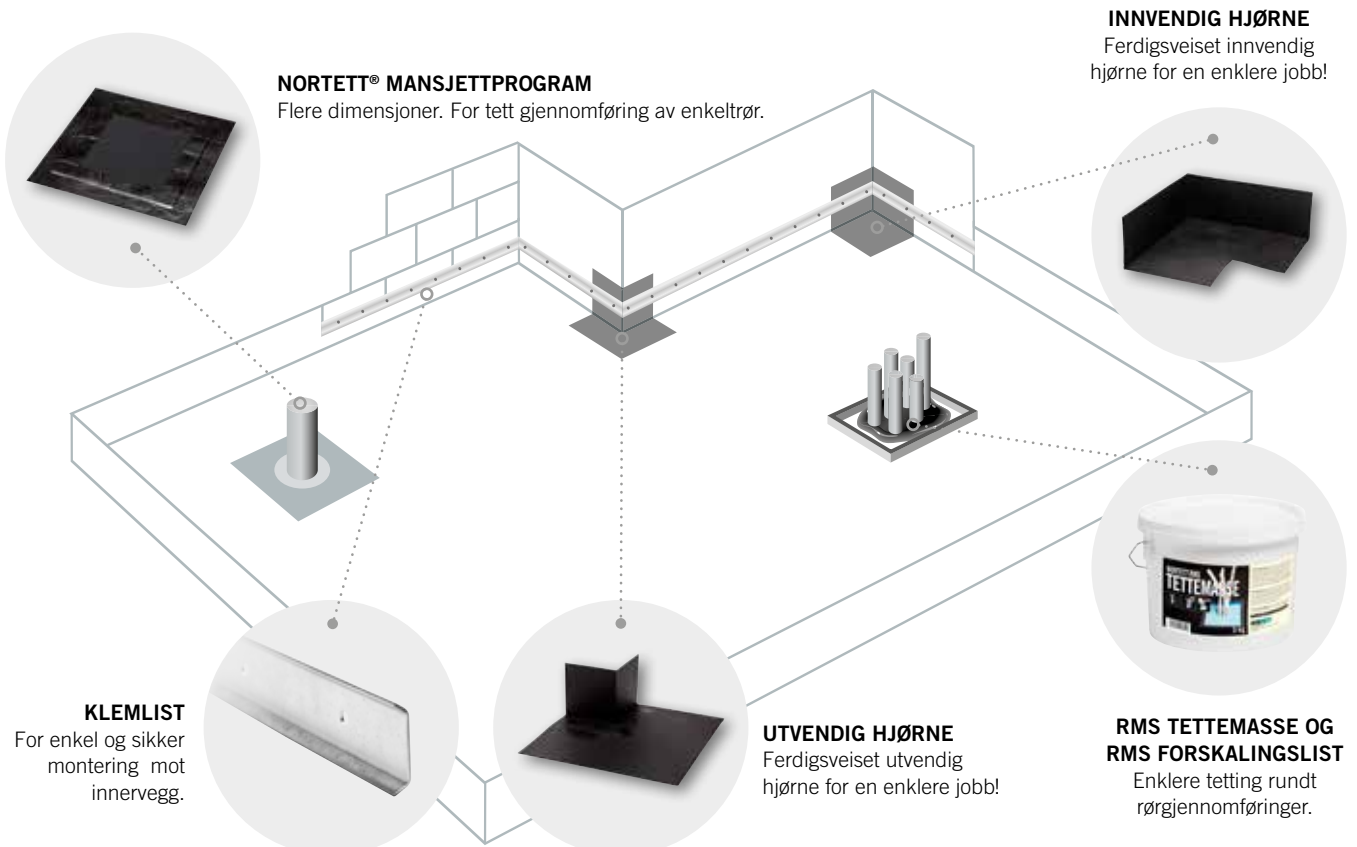 INNVENDIG HJØRNE
Ferdigsveiset innvendig
hjørne for en enklere jobb!
NORTETT® MANSJETTPROGRAM
Flere dimensjoner. For tett gjennomføring av enkeltrør.
TETTEMASSE
KLEMLIST
For enkel og sikker
montering mot
innervegg.
UTVENDIG HJØRNE
Ferdigsveiset utvendig
hjørne for en enklere jobb!
RMS TETTEMASSE OG
RMS FORSKALINGSLIST
Enklere tetting rundt
rørgjennomføringer.